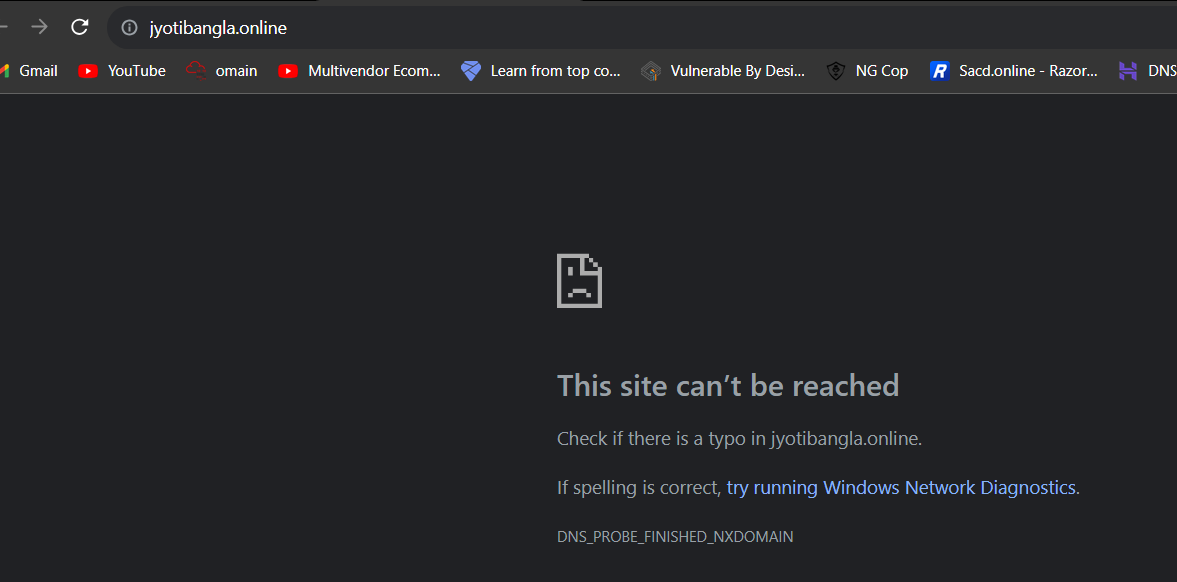 jyotibangla.online
Gmail YouTube omain Multivendor Ecom... Learn from top co... Vulnerable By Desi... NG Cop Sacd.online - Razor... DNS
This site can’t be reached
Check if there is a typo in jyotibangla.online.
If spelling is correct, try running Windows Network Diagnostics.
DNS_PROBE_FINISHED_NXDOMAIN